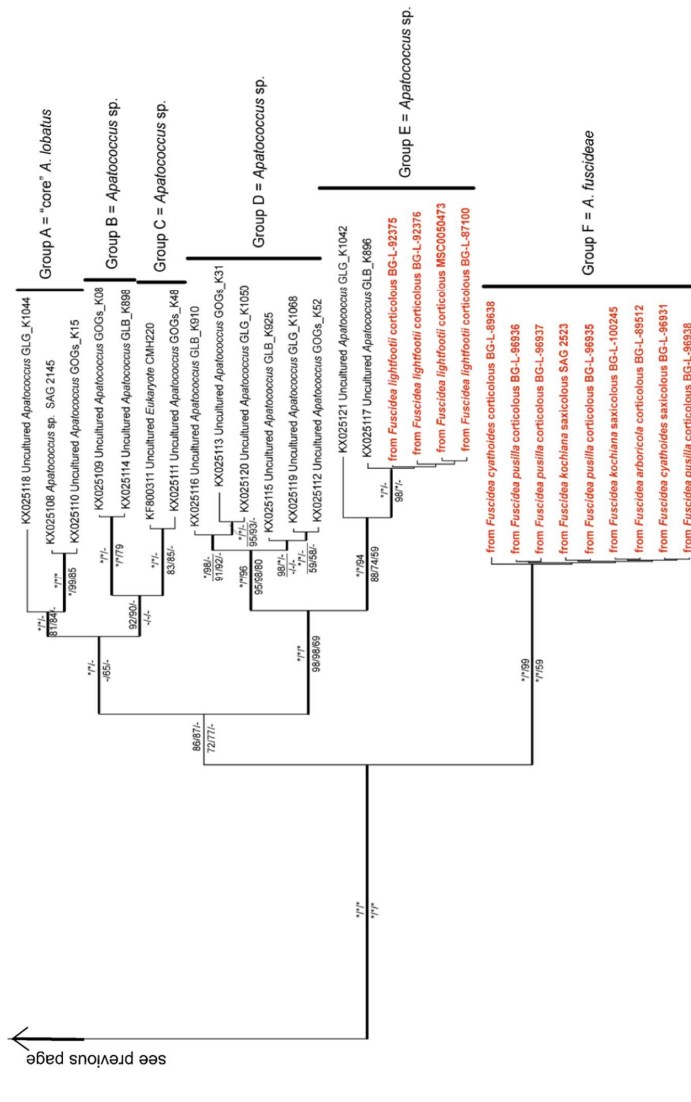 Group A = "core" A. lobatus
Group B = Apatococcus sp.
Group C = Apatococcus sp.
Group D = Apatococcus sp.
Group E = Apatococcus sp.
Group F = A. fuscideae
KX025118 Uncultured Apatococcus GLG_K1044
KX025108 Apatococcus sp. SAG 2145
KX025110 Uncultured Apatococcus GOGs_K15
KX025109 Uncultured Apatococcus GOGs_K08
KX025114 Uncultured Apatococcus GLB_K898
KF800311 Uncultured Eukaryote CMH220
KX025111 Uncultured Apatococcus GOGs_K48
KX025116 Uncultured Apatococcus GLB_K910
KX025113 Uncultured Apatococcus GOGs_K31
KX025120 Uncultured Apatococcus GLG_K1050
KX025115 Uncultured Apatococcus GLB_K925
KX025119 Uncultured Apatococcus GLG_K1068
KX025112 Uncultured Apatococcus GOGs_K52
KX025121 Uncultured Apatococcus GLG_K1042
KX025117 Uncultured Apatococcus GLB_K896
from Fuscidea lightfootii corticolous BG-L-92375
from Fuscidea lightfootii corticolous BG-L-92376
from Fuscidea lightfootii corticolous MSC0050473
from Fuscidea lightfootii corticolous BG-L-87100
from Fuscidea cyathoides corticolous BG-L-89638
from Fuscidea pusilla corticolous BG-L-96936
from Fuscidea pusilla corticolous BG-L-96937
from Fuscidea kochiana saxicolous SAG 2523
from Fuscidea pusilla corticolous BG-L-96935
from Fuscidea kochiana saxicolous BG-L-100245
from Fuscidea arboricola corticolous BG-L-89512
from Fuscidea cyathoides saxicolous BG-L-96931
from Fuscidea pusilla corticolous BG-L-96938
*/*/-
81/84/-
*/*/*
*/99/85
*/*/-
-/65/-
*/*/-
*/*/79
92/90/-
-/-/-
*/*/-
83/85/-
86/87/-
72/77/-
*/98/-
91/92/-
*/*/-
95/93/-
*/*/96
95/98/80
98/*/-
-/-/-
*/*/-
59/58/-
*/*/*
98/98/69
*/*/94
88/74/59
*/*/-
98/*/-
*/*/99
*/*/59
*/*/*
*/*/*
see previous page